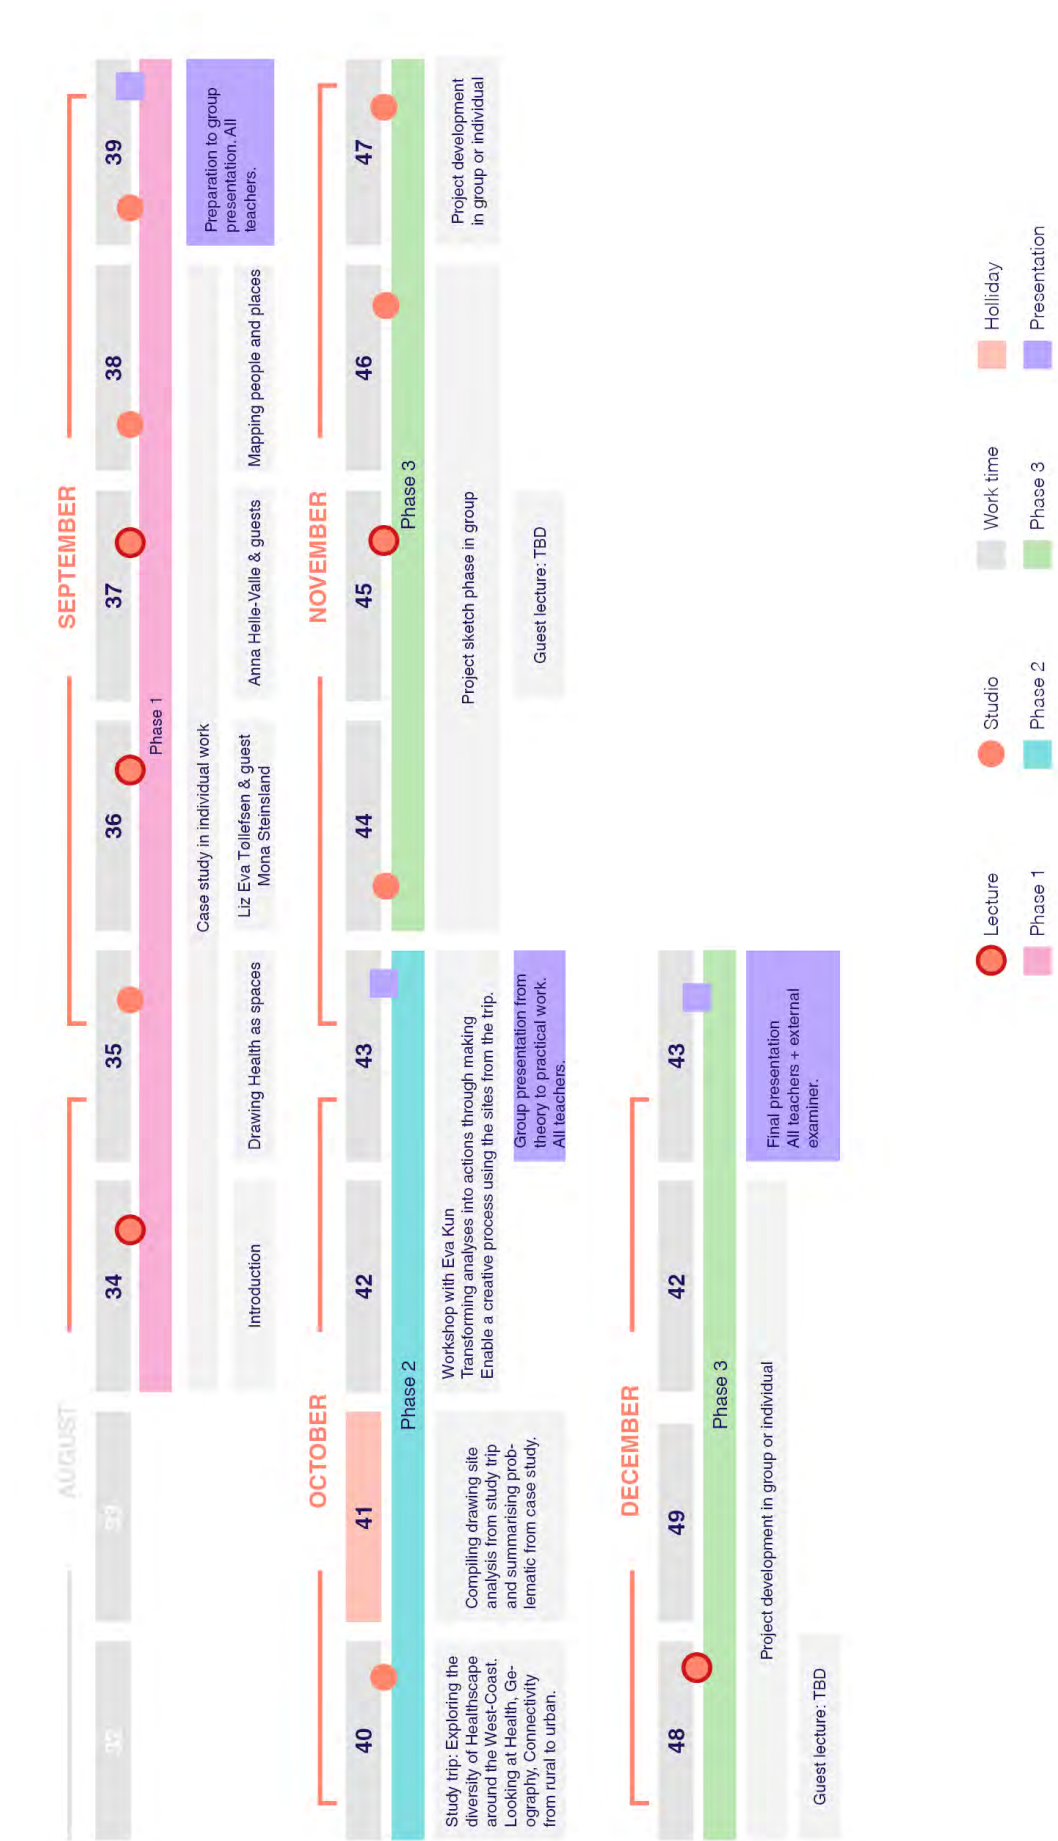 AUGUST
SEPTEMBER
34
35
36
37
38
39
Phase 1
Case study in individual work
Introduction
Drawing Health as spaces
Liz Eva Tøllefsen & guest
Mona Steinsland
Anna Helle-Valle & guests
Mapping people and places
Preparation to group
presentation. All
teachers.
OCTOBER
NOVEMBER
40
41
42
43
44
45
46
47
Phase 2
Phase 3
Study trip: Exploring the
diversity of Healthscape
around the West-Coast.
Looking at Health, Ge-
ography, Connectivity
from rural to urban.
Compiling drawing site
analysis from study trip
and summarising prob-
lematic from case study.
Workshop with Eva Kun
Transforming analyses into actions through making
Enable a creative process using the sites from the trip.
Group presentation from
theory to practical work.
All teachers.
Project sketch phase in group
Guest lecture: TBD
Project development
in group or individual
DECEMBER
48
49
42
43
Phase 3
Project development in group or individual
Guest lecture: TBD
Final presentation
All teachers + external
examiner.
Lecture
Studio
Work time
Holliday
Phase 1
Phase 2
Phase 3
Presentation